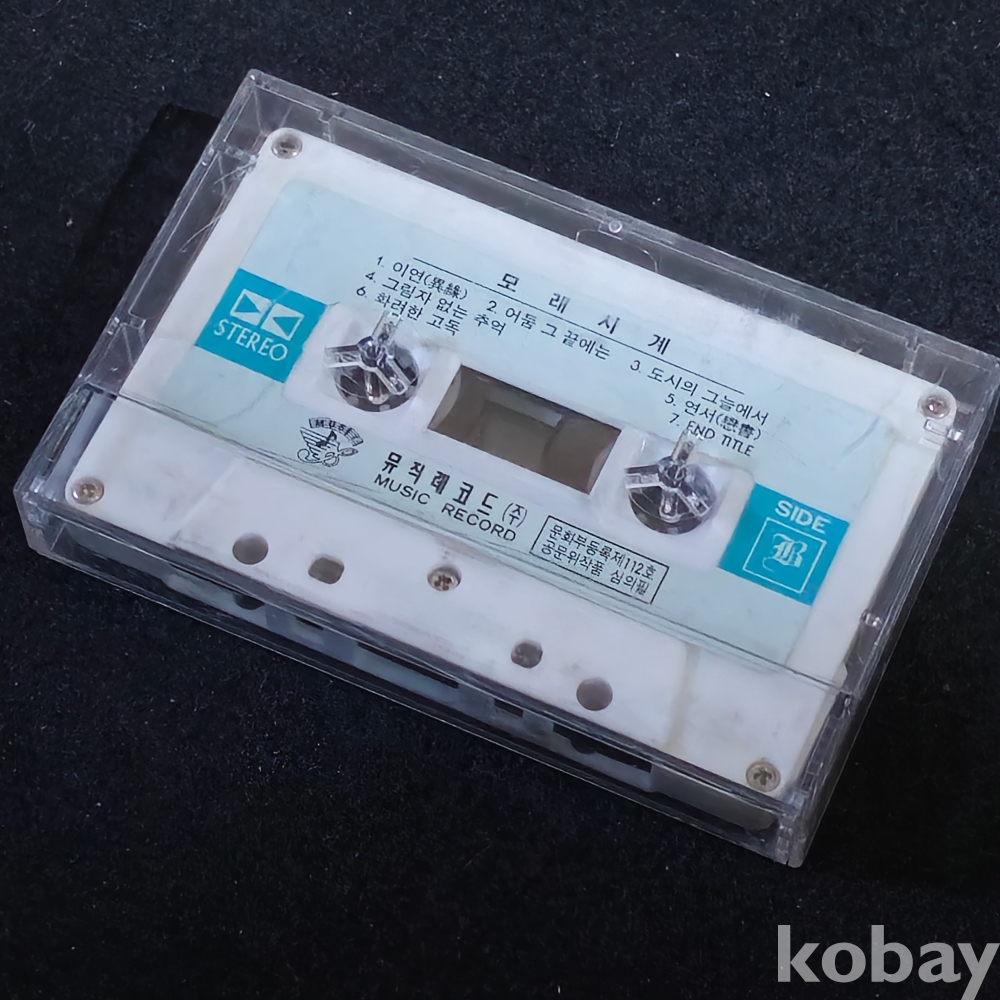 모래시계
1. 이연(異緣) 2. 어둠 그 끝에는 3. 도시의 그늘에서
4. 그림자 없는 추억 5. 연서(戀書)
6. 화려한 고독 7. END TITLE
STEREO
뮤직레코드(주)
MUSIC RECORD
문화부등록제112호
공문위작품 심의필
SIDE
B
kobay